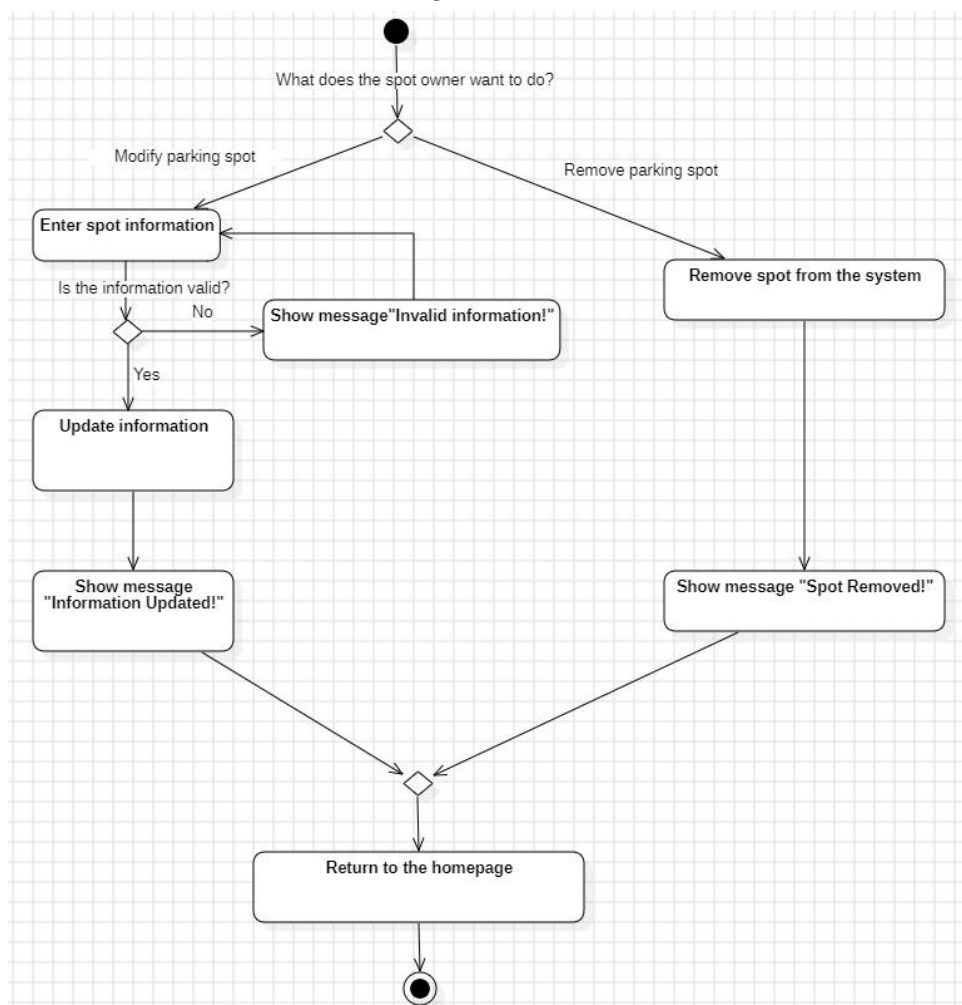 What does the spot owner want to do?
Modify parking spot
Remove parking spot
Enter spot information
Remove spot from the system
Is the information valid?
No
Show message"Invalid information!"
Yes
Update information
Show message
"Information Updated!"
Show message "Spot Removed!"
Return to the homepage